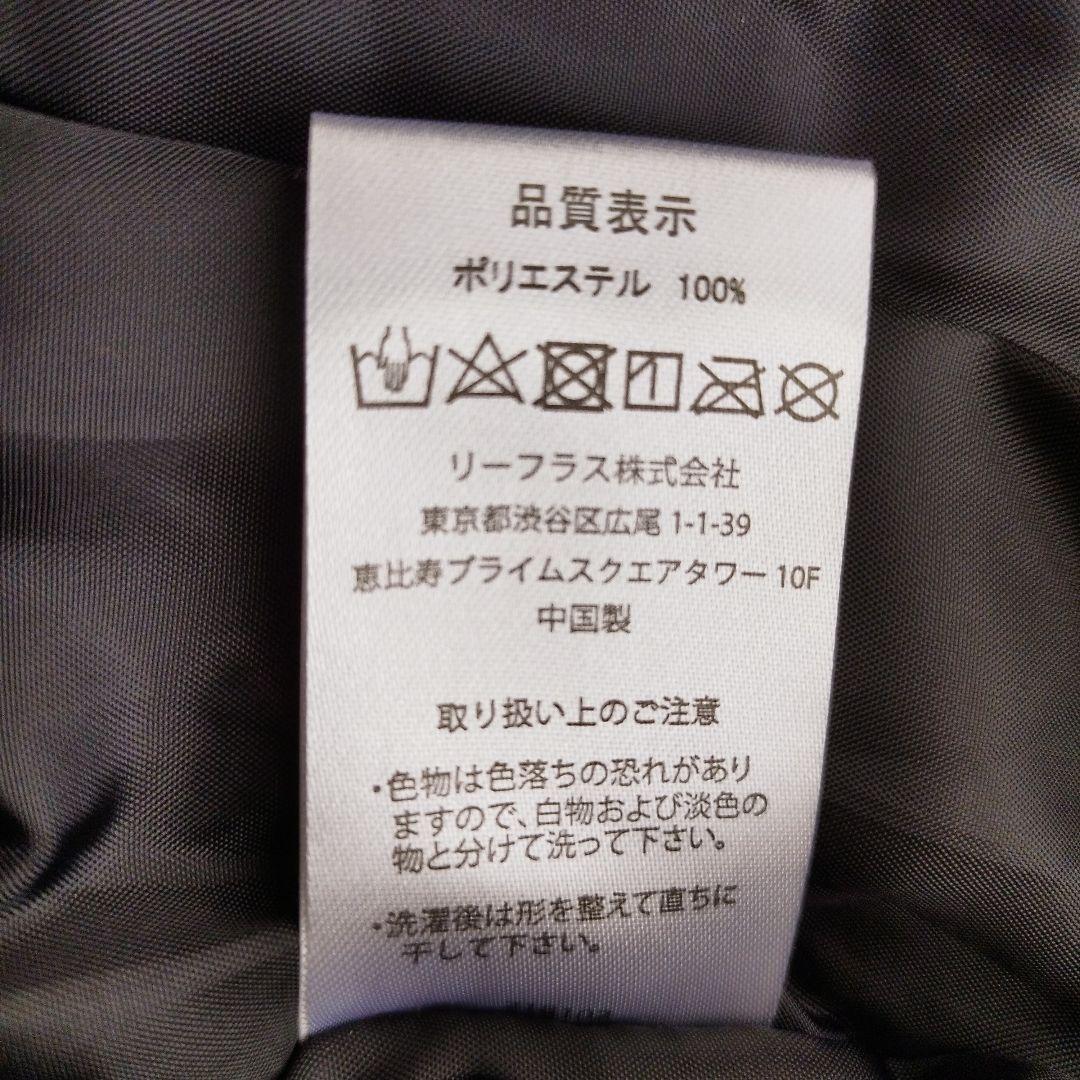 品質表示
ポリエステル 100%
リーフラス株式会社
東京都渋谷区広尾 1-1-39
恵比寿プライムスクエアタワー 10F
中国製
取り扱い上のご注意
・色物は色落ちの恐れがあり
ますので、白物および淡色の
物と分けて洗って下さい。
・洗濯後は形を整えて直ちに
干して下さい。